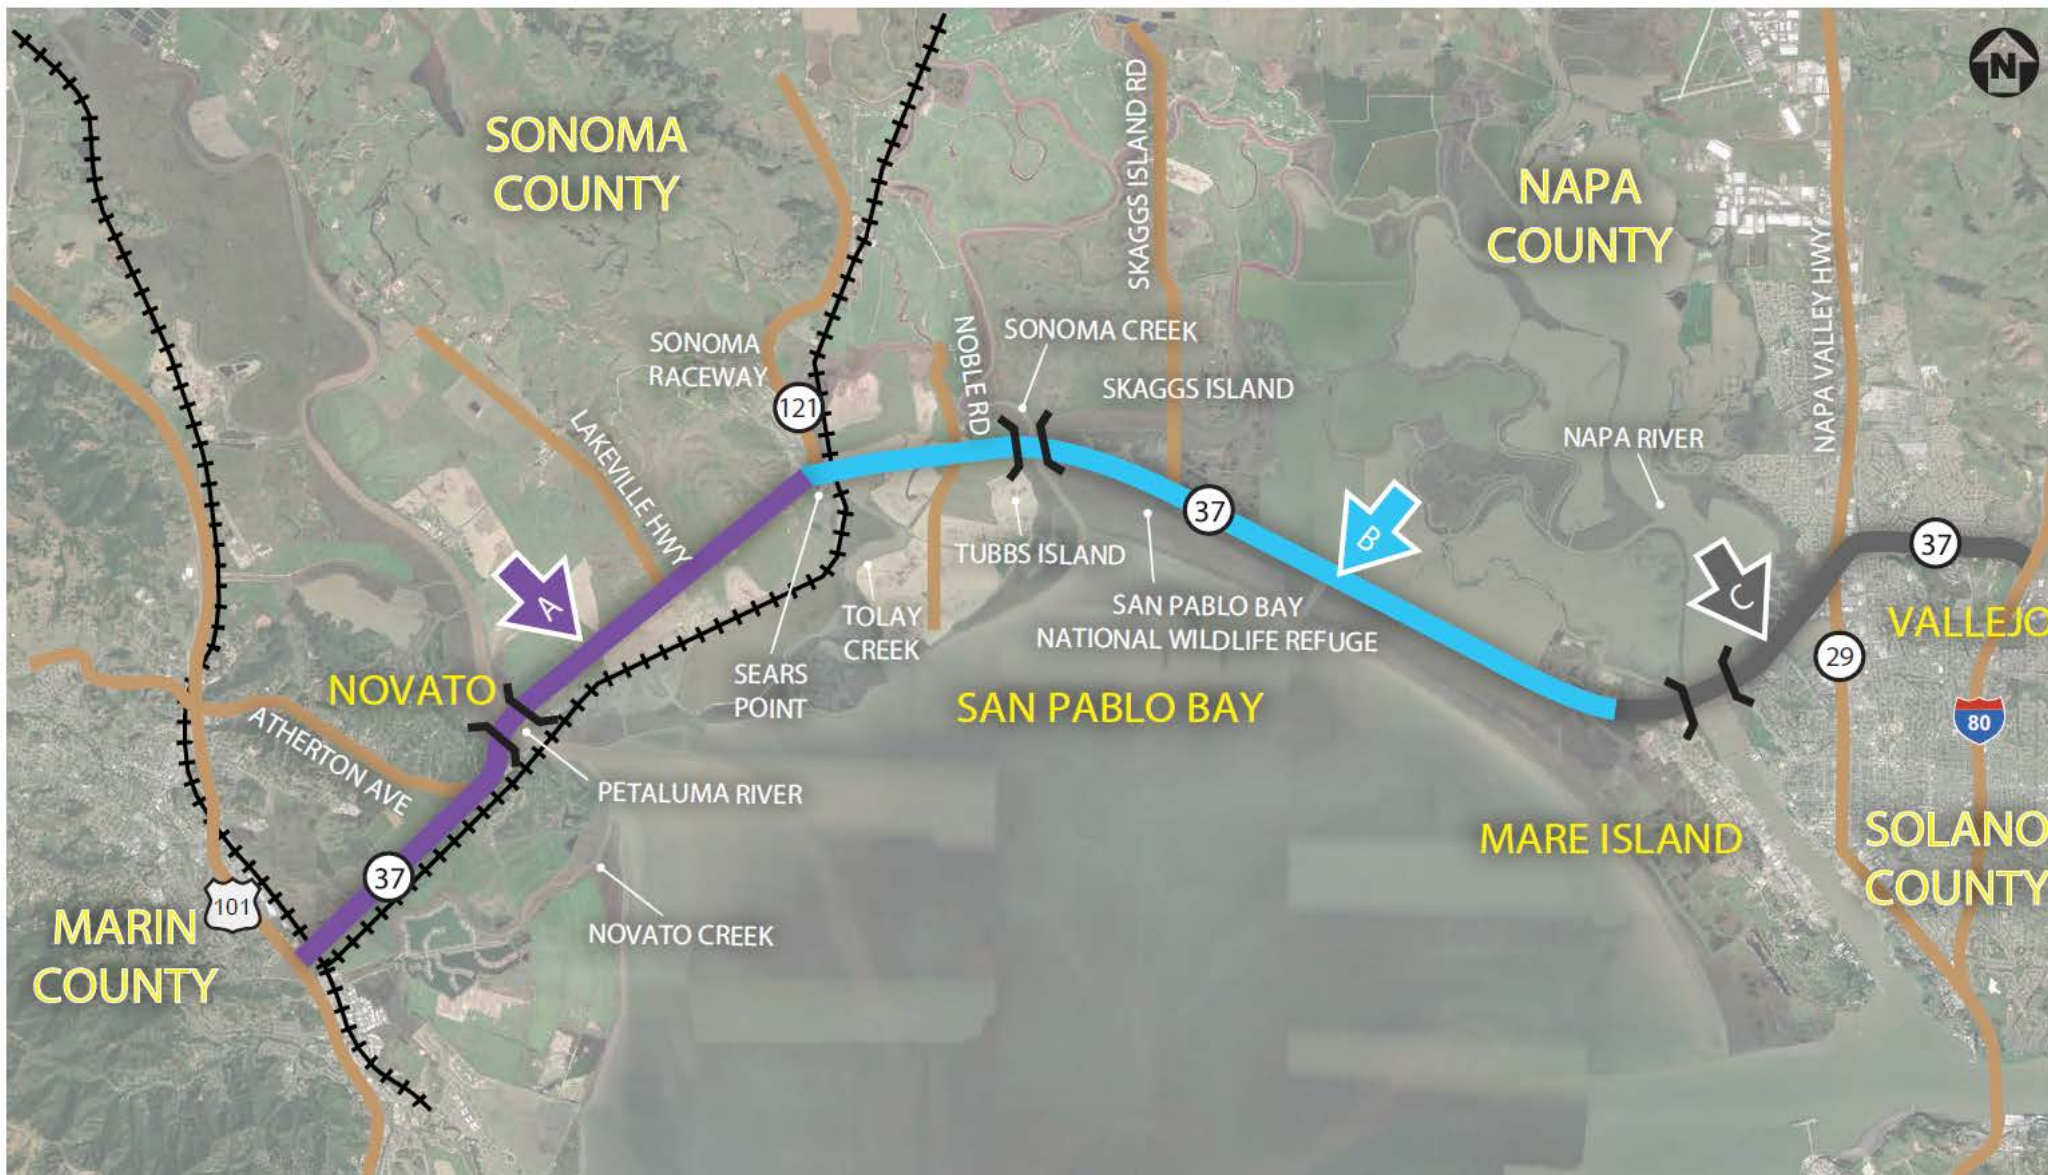 N
SONOMA
COUNTY
SKAGGS ISLAND RD
NAPA
COUNTY
NAPA VALLEY HWY
SONOMA
RACEWAY
NOBLE RD
SONOMA CREEK
SKAGGS ISLAND
121
LAKEVILLE HWY
NAPA RIVER
37
B
37
TUBBS ISLAND
A
C
TOLAY
CREEK
SAN PABLO BAY
NATIONAL WILDLIFE REFUGE
VALLEJO
29
SEARS
POINT
NOVATO
SAN PABLO BAY
80
ATHERTON AVE
PETALUMA RIVER
MARE ISLAND
SOLANO
COUNTY
37
101
MARIN
COUNTY
NOVATO CREEK